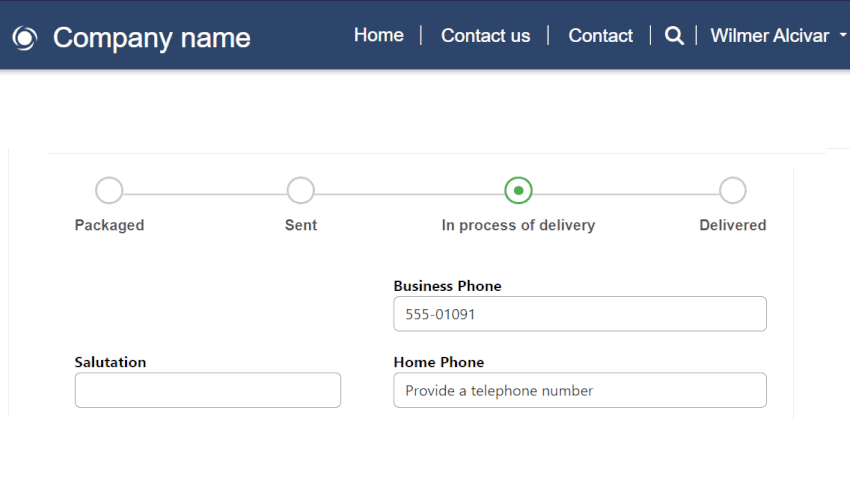 Company name
Home | Contact us | Contact | Wilmer Alcivar
Packaged Sent In process of delivery Delivered
Business Phone
555-01091
Salutation Home Phone
Provide a telephone number